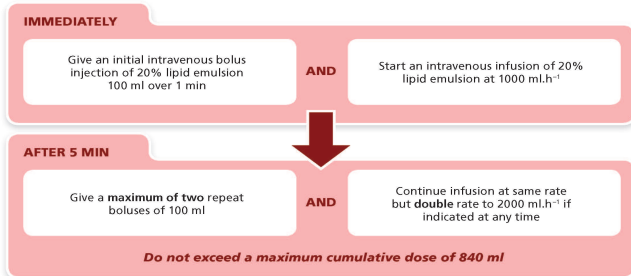 IMMEDIATELY
Give an initial intravenous bolus
injection of 20% lipid emulsion
100 ml over 1 min
AND
Start an intravenous infusion of 20%
lipid emulsion at 1000 ml.h⁻¹
AFTER 5 MIN
Give a maximum of two repeat
boluses of 100 ml
AND
Continue infusion at same rate
but double rate to 2000 ml.h⁻¹ if
indicated at any time
Do not exceed a maximum cumulative dose of 840 ml